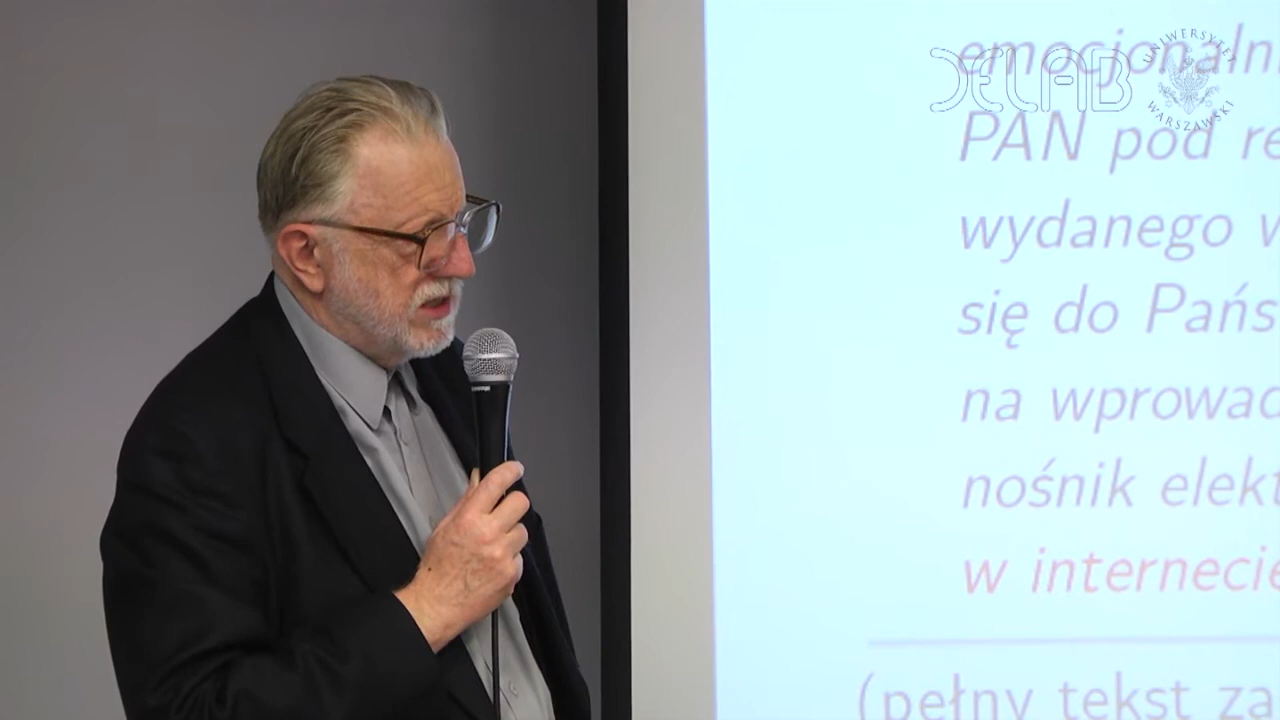 DELAB
UNIWERSYTET
WARSZAWSKI
emocjonaln
PAN pod re
wydanego w
się do Pańs
na wprowad
nośnik elekt
w internecie
(pełny tekst za